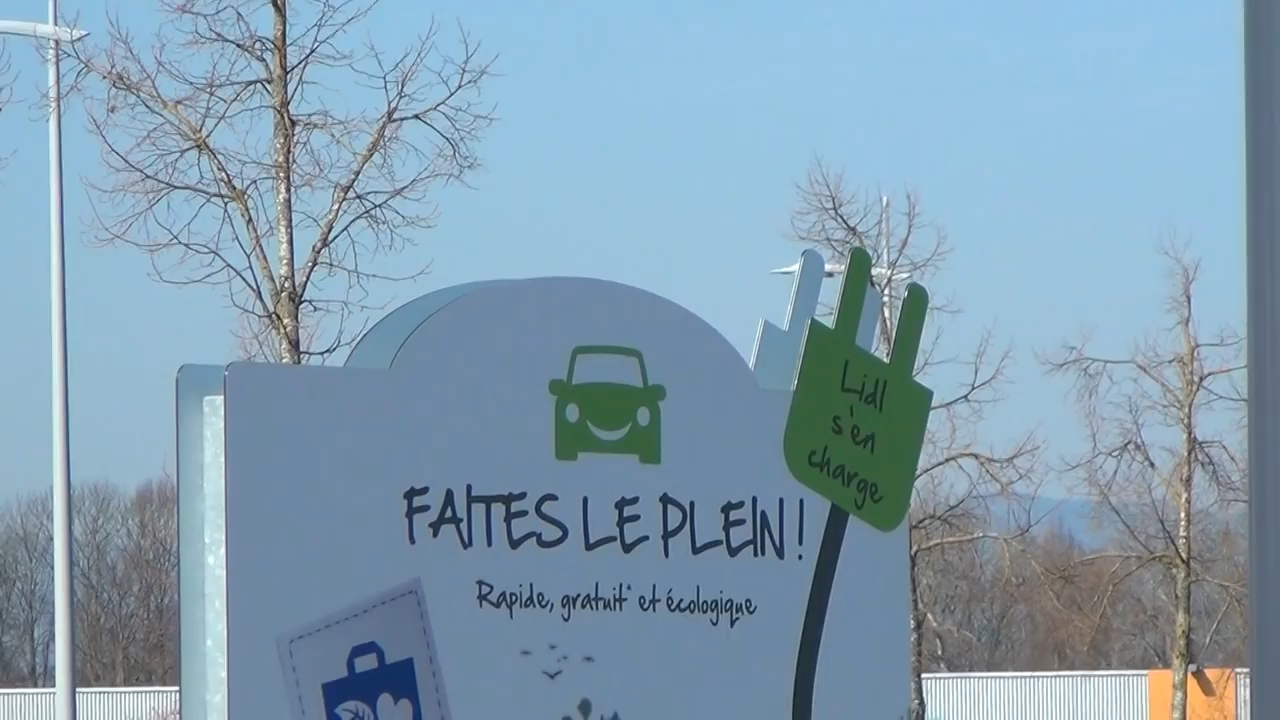 Lidl
s'en
charge
FAITES LE PLEIN !
Rapide, gratuit* et écologique